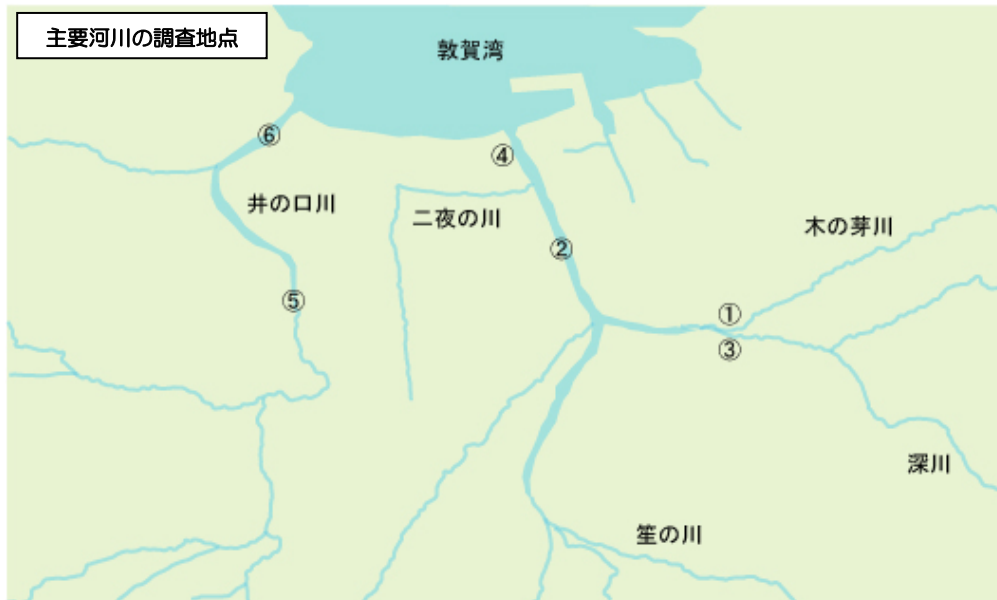 主要河川の調査地点
敦賀湾
⑥
④
井の口川
二夜の川
木の芽川
②
⑤
①
③
深川
笙の川